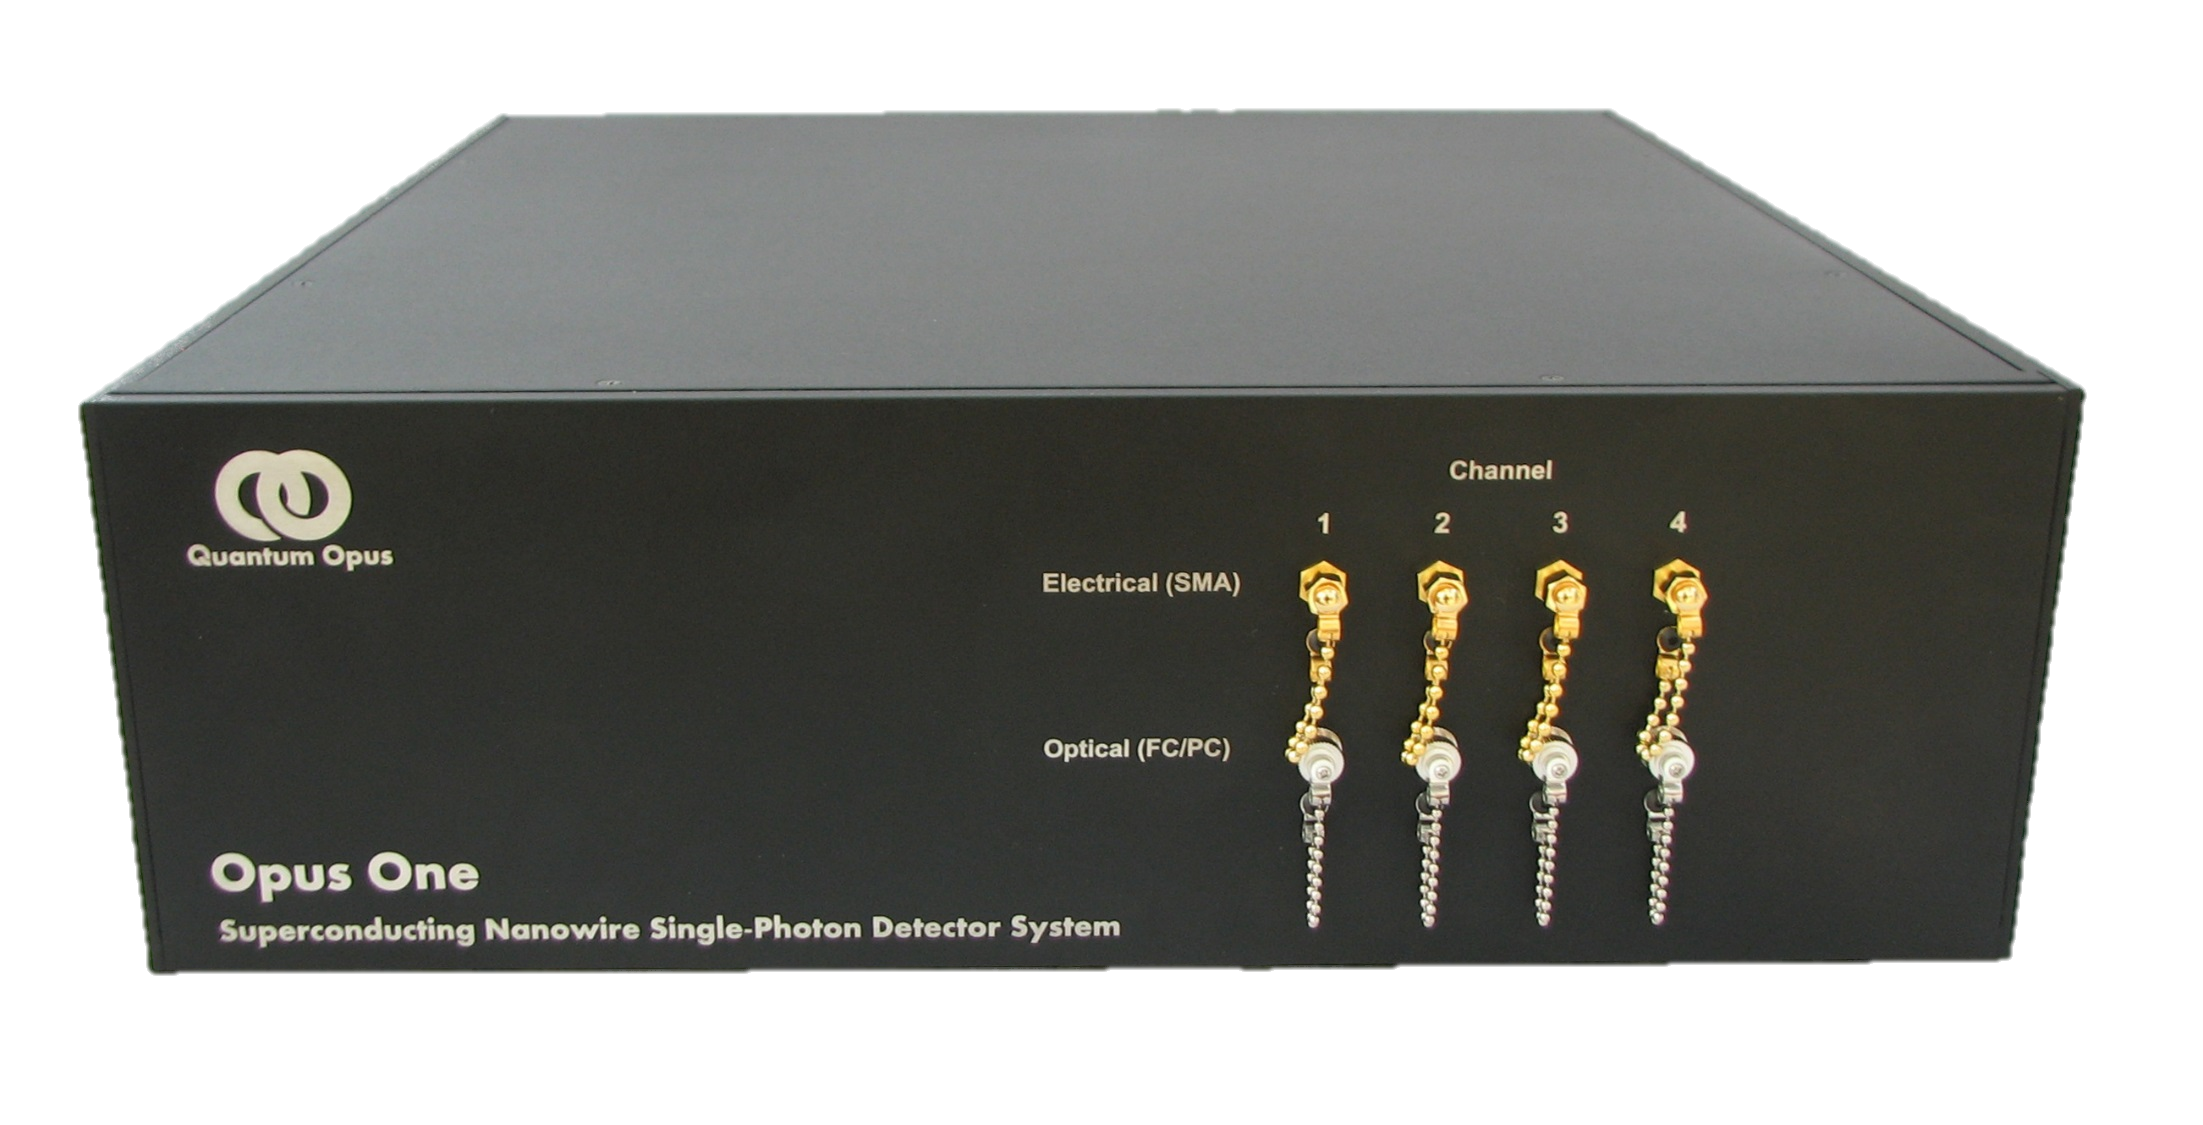 Quantum Opus
Channel
1 2 3 4
Electrical (SMA)
Optical (FC/PC)
Opus One
Superconducting Nanowire Single-Photon Detector System